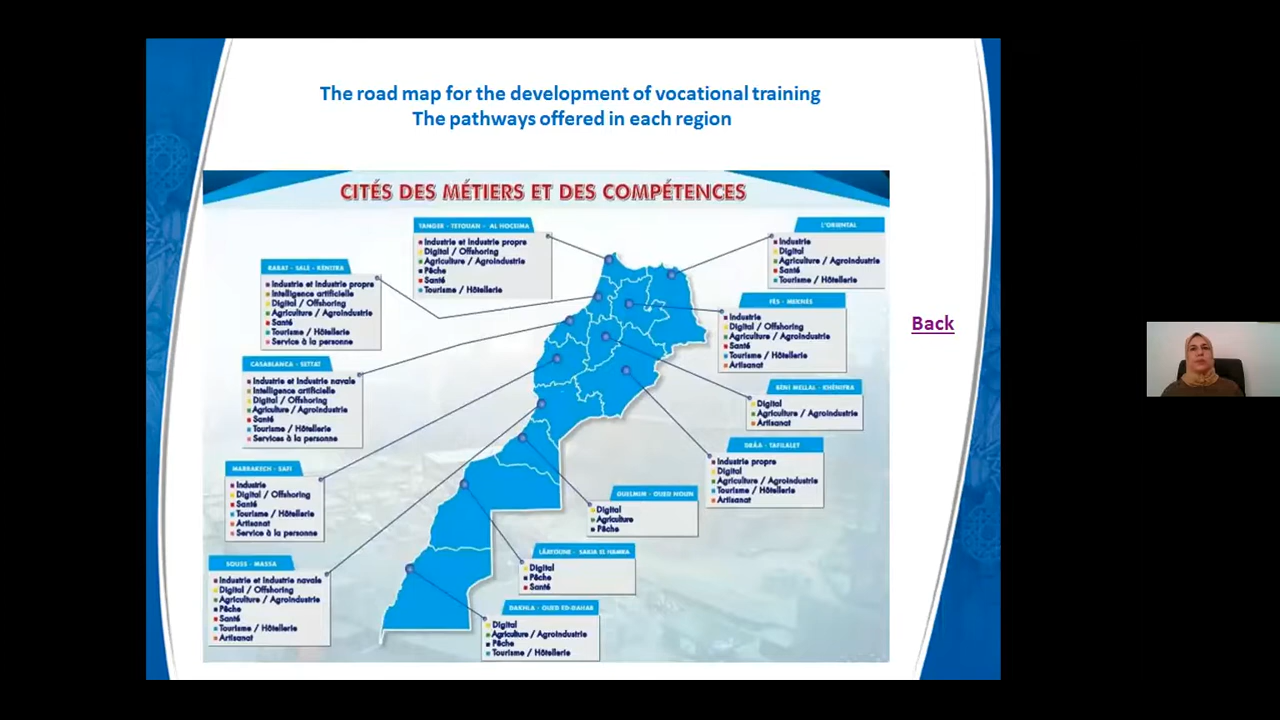 The road map for the development of vocational training
The pathways offered in each region
CITÉS DES MÉTIERS ET DES COMPÉTENCES
TANGER - TETOUAN - AL HOCEIMA
Industrie et Industrie propre
Digital / Offshoring
Agriculture / Agroindustrie
Pêche
Santé
Tourisme / Hôtellerie
L'ORIENTAL
Industrie
Digital
Agriculture / Agroindustrie
Santé
Tourisme / Hôtellerie
RABAT - SALÉ - KÉNITRA
Industrie et Industrie propre
Intelligence artificielle
Digital / Offshoring
Agriculture / Agroindustrie
Santé
Tourisme / Hôtellerie
Service à la personne
FÈS - MEKNÈS
Industrie
Digital / Offshoring
Agriculture / Agroindustrie
Santé
Tourisme / Hôtellerie
Artisanat
Back
CASABLANCA - SETTAT
Industrie et Industrie navale
Intelligence artificielle
Digital / Offshoring
Agriculture / Agroindustrie
Santé
Tourisme / Hôtellerie
Services à la personne
BÉNI MELLAL - KHÉNIFRA
Digital
Agriculture / Agroindustrie
Artisanat
DRÂA - TAFILALET
Industrie propre
Digital
Agriculture / Agroindustrie
Tourisme / Hôtellerie
Artisanat
MARRAKECH - SAFI
Industrie
Digital / Offshoring
Santé
Tourisme / Hôtellerie
Artisanat
Service à la personne
GUELMIM - OUED NOUN
Digital
Agriculture
Pêche
LÂAYOUNE - SAKIA EL HAMRA
Digital
Pêche
Santé
SOUSS - MASSA
Industrie et Industrie navale
Digital / Offshoring
Agriculture / Agroindustrie
Pêche
Santé
Tourisme / Hôtellerie
Artisanat
DAKHLA - OUED ED-DAHAB
Digital
Agriculture / Agroindustrie
Pêche
Tourisme / Hôtellerie